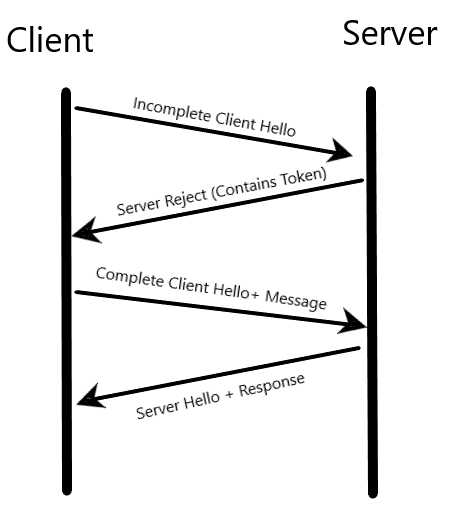 Client
Server
Incomplete Client Hello
Server Reject (Contains Token)
Complete Client Hello+ Message
Server Hello + Response